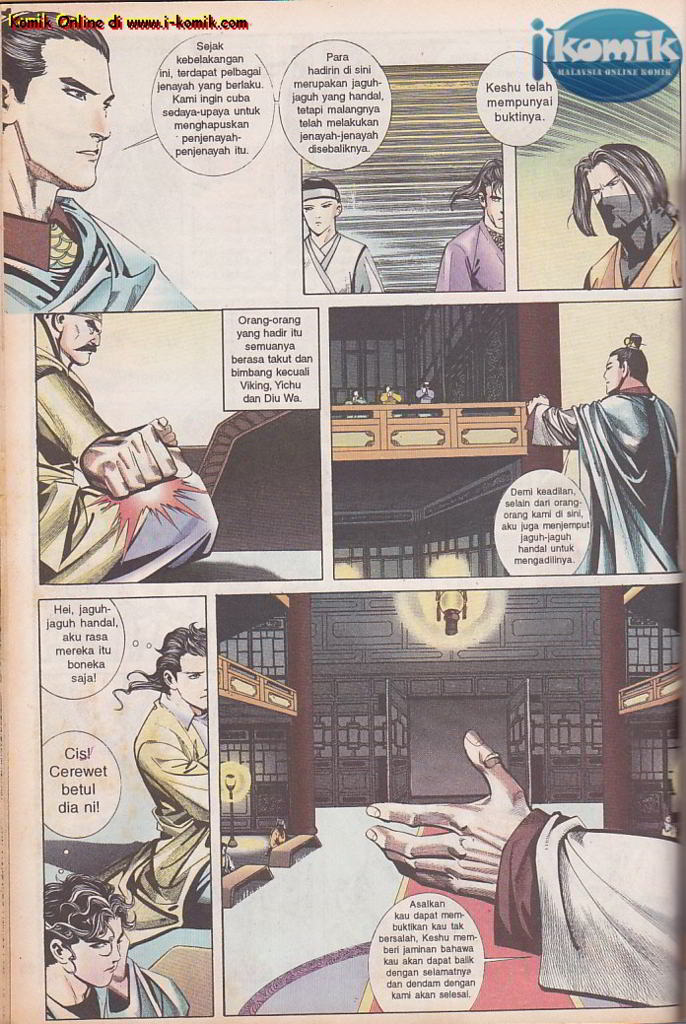 Komik Online di www.i-komik.com
ikomik
MALAYSIA ONLINE KOMIK
Sejak
kebelakangan
ini, terdapat pelbagai
jenayah yang berlaku.
Kami ingin cuba
sedaya-upaya untuk
menghapuskan
penjenayah-
penjenayah itu.
Para
hadirin di sini
merupakan jaguh-
jaguh yang handal,
tetapi malangnya
telah melakukan
jenayah-jenayah
disebaliknya.
Keshu telah
mempunyai
buktinya.
Orang-orang
yang hadir itu
semuanya
berasa takut dan
bimbang kecuali
Viking, Yichu
dan Diu Wa.
Demi keadilan,
selain dari orang-
orang kami di sini,
aku juga menjemput
jaguh-jaguh
handal untuk
mengadilinya.
Hei, jaguh-
jaguh handal,
aku rasa
mereka itu
boneka
saja!
Cis!
Cerewet
betul
dia ni!
Asalkan
kau dapat mem-
buktikan kau tak
bersalah, Keshu mem-
beri jaminan bahawa
kau akan dapat balik
dengan selamatnya
dan dendam dengan
kami akan selesai.